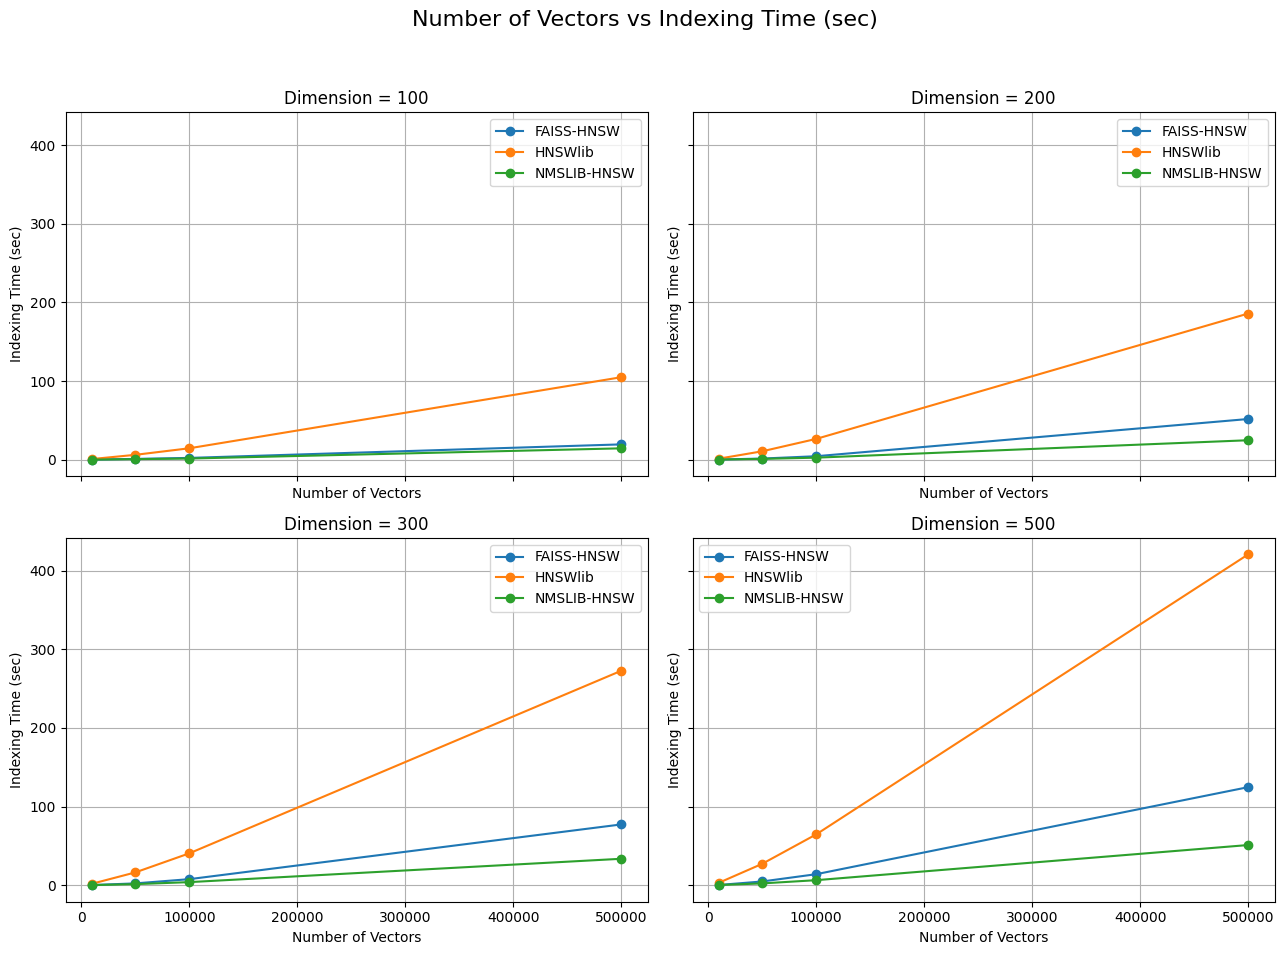 Number of Vectors vs Indexing Time (sec)
Dimension = 100
FAISS-HNSW
HNSWlib
NMSLIB-HNSW
400
300
200
100
0
Indexing Time (sec)
Number of Vectors
Dimension = 200
FAISS-HNSW
HNSWlib
NMSLIB-HNSW
Indexing Time (sec)
Number of Vectors
Dimension = 300
FAISS-HNSW
HNSWlib
NMSLIB-HNSW
400
300
200
100
0
Indexing Time (sec)
0 100000 200000 300000 400000 500000
Number of Vectors
Dimension = 500
FAISS-HNSW
HNSWlib
NMSLIB-HNSW
Indexing Time (sec)
0 100000 200000 300000 400000 500000
Number of Vectors